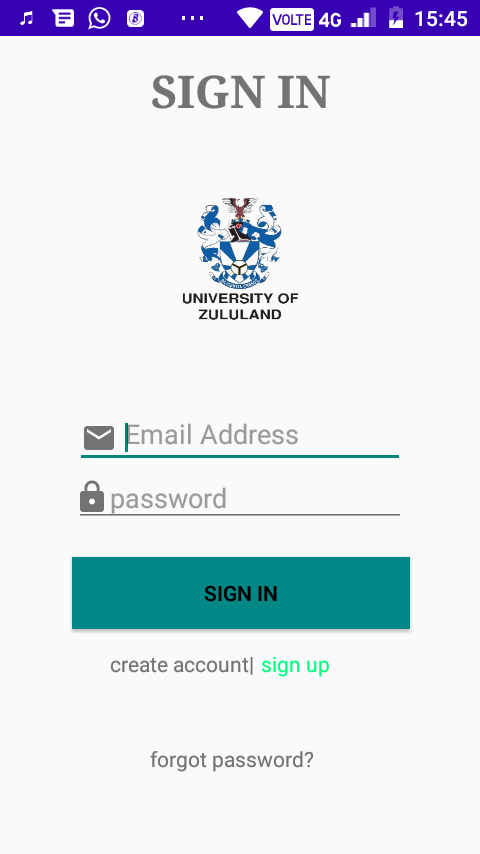 VOLTE 4G 15:45
SIGN IN
UNIVERSITY OF
ZULULAND
Email Address
password
SIGN IN
create account| sign up
forgot password?